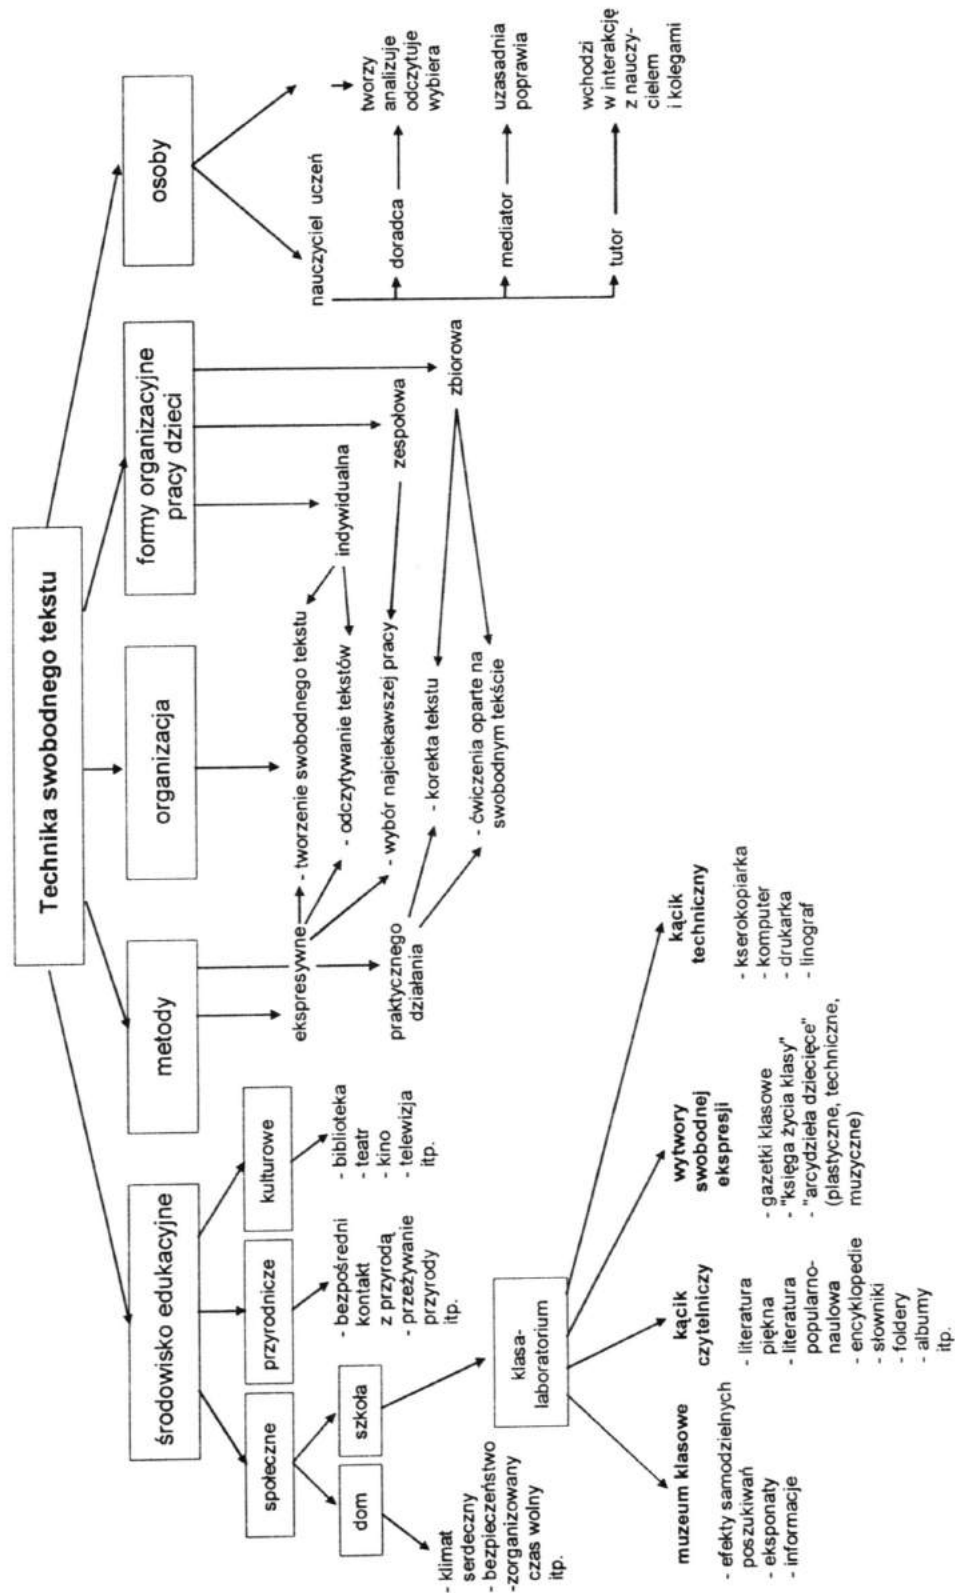 Technika swobodnego tekstu
środowisko edukacyjne
metody
organizacja
formy organizacyjne
pracy dzieci
osoby
społeczne
przyrodnicze
kulturowe
dom
szkoła
- klimat
serdeczny
- bezpieczeństwo
-zorganizowany
czas wolny
itp.
- bezpośredni
kontakt
z przyrodą
- przeżywanie
przyrody
itp.
- biblioteka
- teatr
- kino
- telewizja
itp.
klasa-
laboratorium
muzeum klasowe
- efekty samodzielnych
poszukiwań
- eksponaty
- informacje
kącik
czytelniczy
- literatura
piękna
- literatura
popularno-
naulowa
- encyklopedie
- słowniki
- foldery
- albumy
itp.
wytwory
swobodnej
ekspresji
- gazetki klasowe
- "księga życia klasy"
- "arcydzieła dziecięce"
(plastyczne, techniczne,
muzyczne)
kącik
techniczny
- kserokopiarka
- komputer
- drukarka
- linograf
ekspresywne
praktycznego
działania
- tworzenie swobodnego tekstu
- odczytywanie tekstów
- wybór najciekawszej pracy
- korekta tekstu
- ćwiczenia oparte na
swobodnym tekście
indywidualna
zespołowa
zbiorowa
nauczyciel uczeń
doradca
mediator
tutor
tworzy
analizuje
odczytuje
wybiera
uzasadnia
poprawia
wchodzi
w interakcję
z nauczy-
cielem
i kolegami